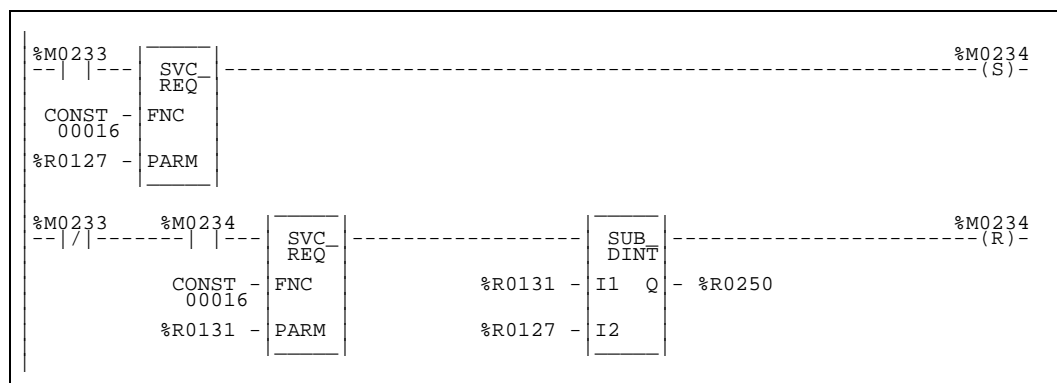 %M0233 %M0234
--| |--- SVC_ ---(S)-
REQ
CONST - FNC
00016
%R0127 - PARM
%M0233 %M0234 %M0234
--|/|-------| |--- SVC_ --- SUB_ ---(R)-
REQ DINT
CONST - FNC %R0131 - I1 Q - %R0250
00016
%R0131 - PARM %R0127 - I2